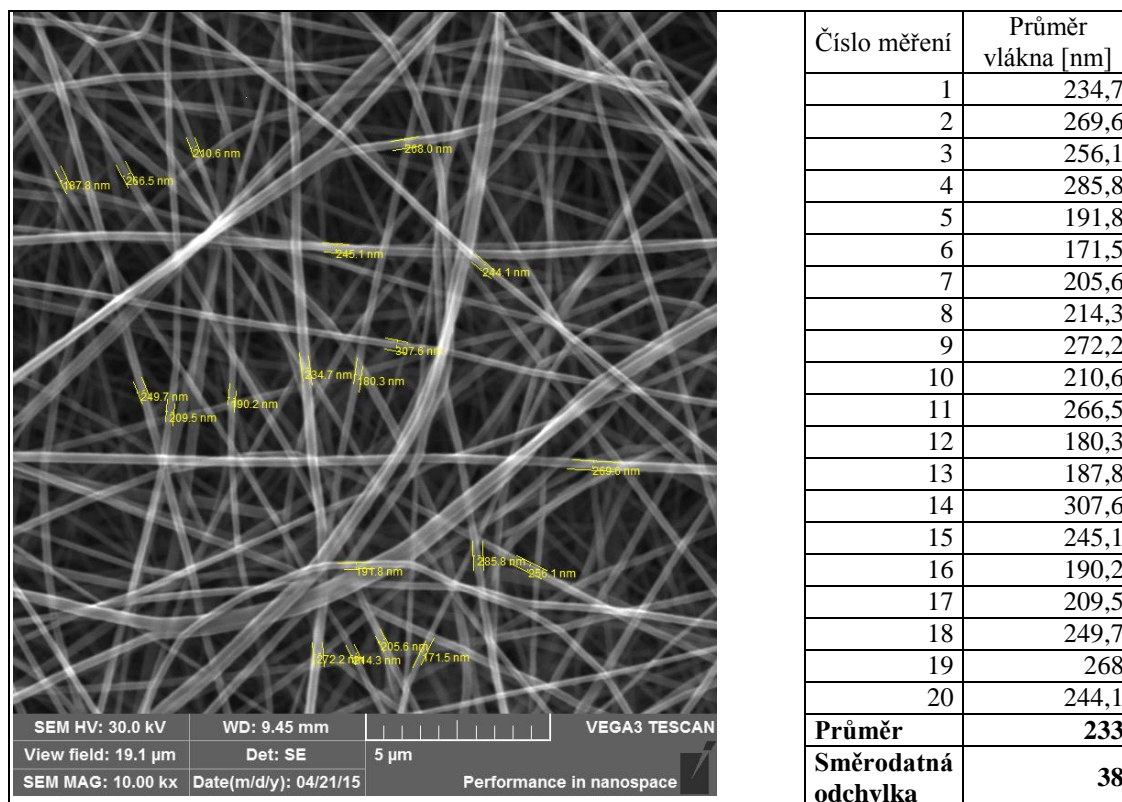 210.6 nm
268.0 nm
187.8 nm
266.5 nm
245.1 nm
244.1 nm
307.6 nm
234.7 nm
180.3 nm
249.7 nm
190.2 nm
209.5 nm
269.6 nm
285.8 nm
191.8 nm
256.1 nm
205.6 nm
272.2 nm
214.3 nm
171.5 nm
SEM HV: 30.0 kV WD: 9.45 mm VEGA3 TESCAN
View field: 19.1 µm Det: SE 5 µm
SEM MAG: 10.00 kx Date(m/d/y): 04/21/15 Performance in nanospace
Číslo měření Průměr
vlákna [nm]
1 234,7
2 269,6
3 256,1
4 285,8
5 191,8
6 171,5
7 205,6
8 214,3
9 272,2
10 210,6
11 266,5
12 180,3
13 187,8
14 307,6
15 245,1
16 190,2
17 209,5
18 249,7
19 268
20 244,1
Průměr 233
Směrodatná
odchylka 38